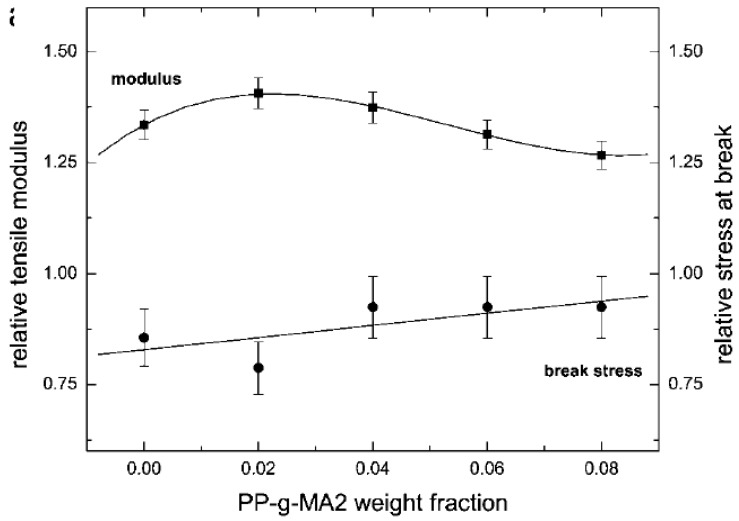 a
1.50
1.50
modulus
1.25
1.25
relative tensile modulus
relative stress at break
1.00
1.00
0.75
0.75
break stress
0.00 0.02 0.04 0.06 0.08
PP-g-MA2 weight fraction